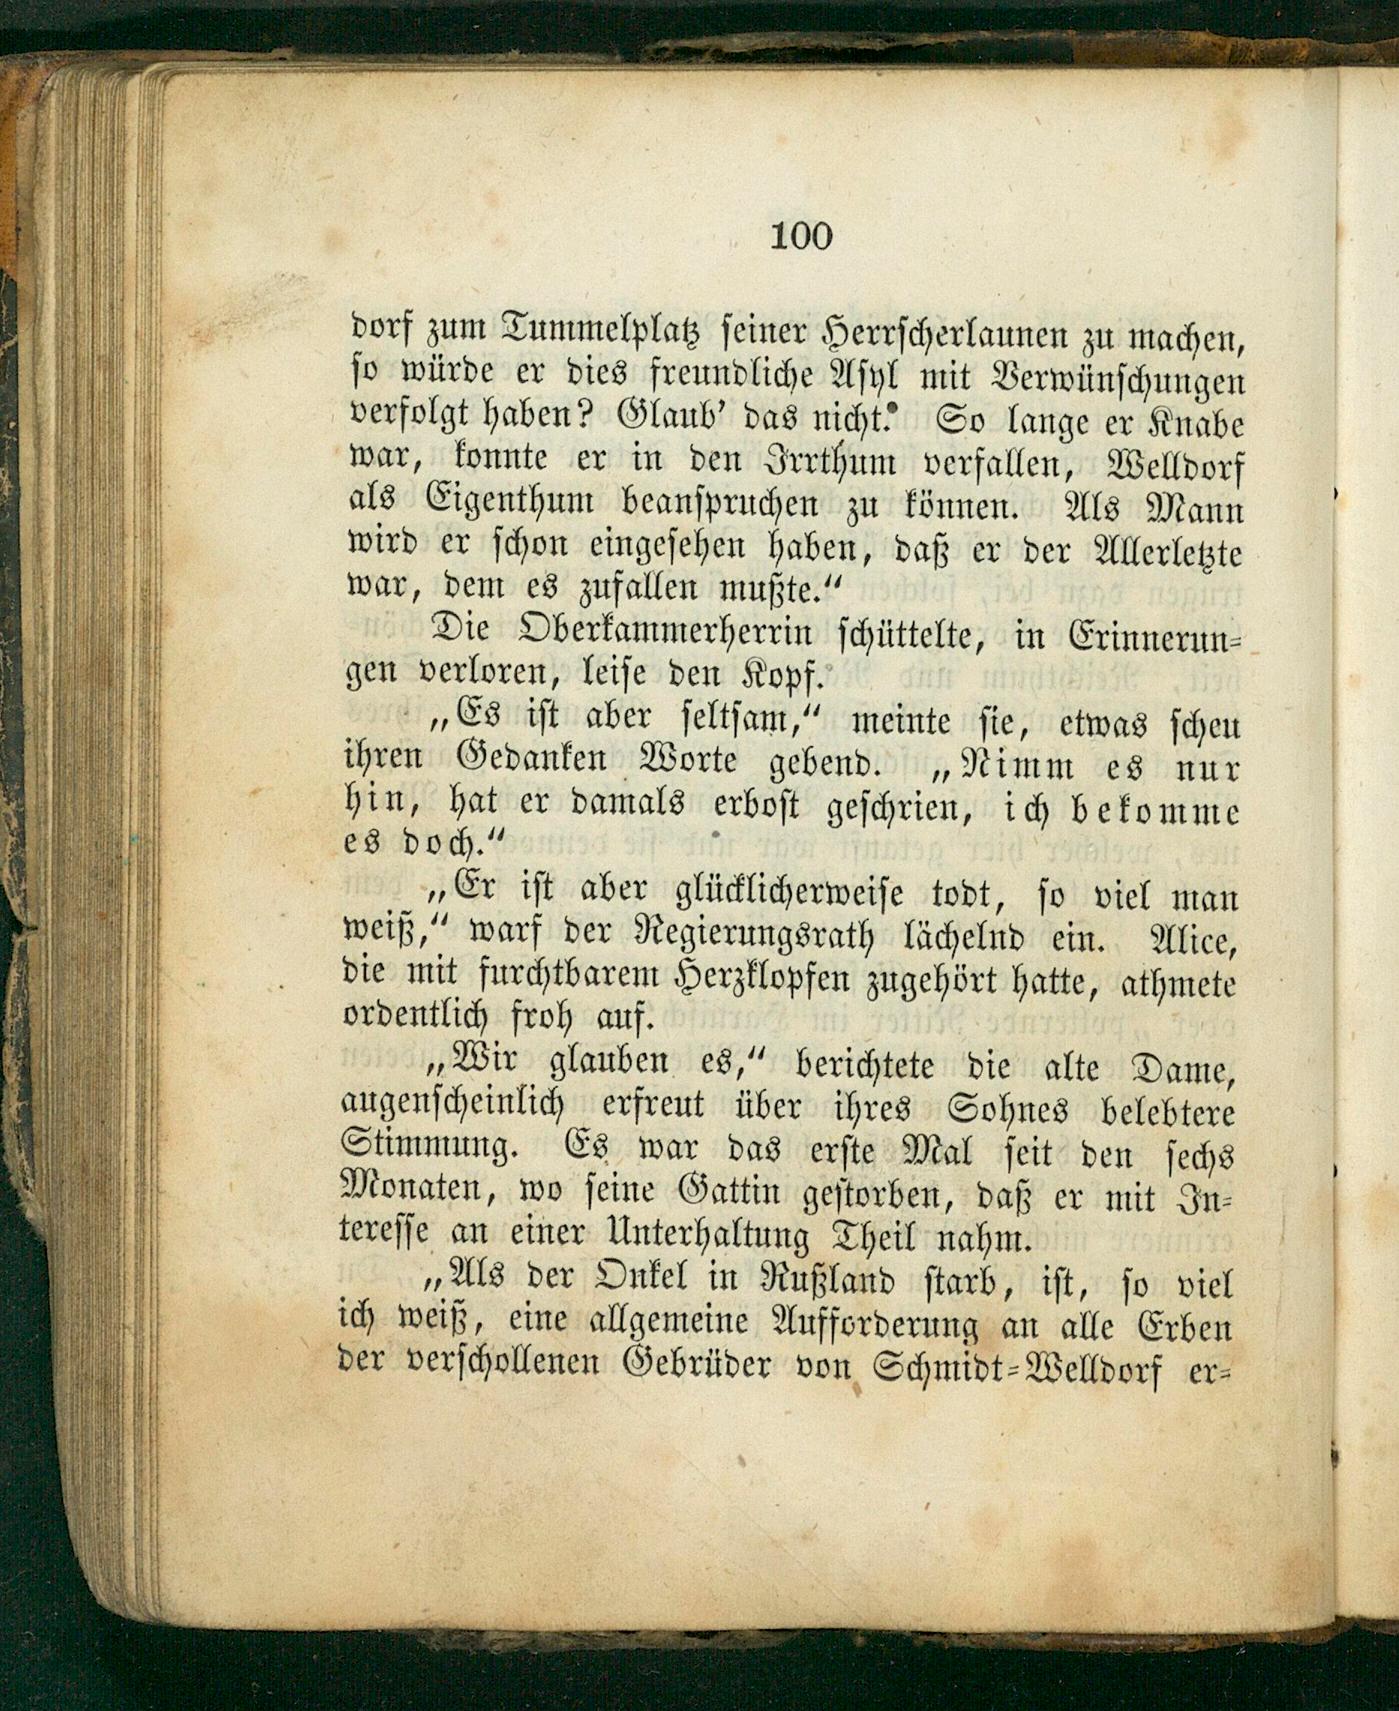 100
dorf zum Tummelplatz seiner Herrscherlaunen zu machen,
so würde er dies freundliche Asyl mit Verwünschungen
verfolgt haben? Glaub' das nicht. So lange er Knabe
war, konnte er in den Irrthum verfallen, Welldorf
als Eigenthum beanspruchen zu können. Als Mann
wird er schon eingesehen haben, daß er der Allerletzte
war, dem es zufallen mußte.“
Die Oberkammerherrin schüttelte, in Erinnerun-
gen verloren, leise den Kopf.
„Es ist aber seltsam,“ meinte sie, etwas scheu
ihren Gedanken Worte gebend. „Nimm es nur
hin, hat er damals erbost geschrien, ich bekomme
es doch.“
„Er ist aber glücklicherweise todt, so viel man
weiß,“ warf der Regierungsrath lächelnd ein. Alice,
die mit furchtbarem Herzklopfen zugehört hatte, athmete
ordentlich froh auf.
„Wir glauben es,“ berichtete die alte Dame,
augenscheinlich erfreut über ihres Sohnes belebtere
Stimmung. Es war das erste Mal seit den sechs
Monaten, wo seine Gattin gestorben, daß er mit In-
teresse an einer Unterhaltung Theil nahm.
„Als der Onkel in Rußland starb, ist, so viel
ich weiß, eine allgemeine Aufforderung an alle Erben
der verschollenen Gebrüder von Schmidt-Welldorf er-